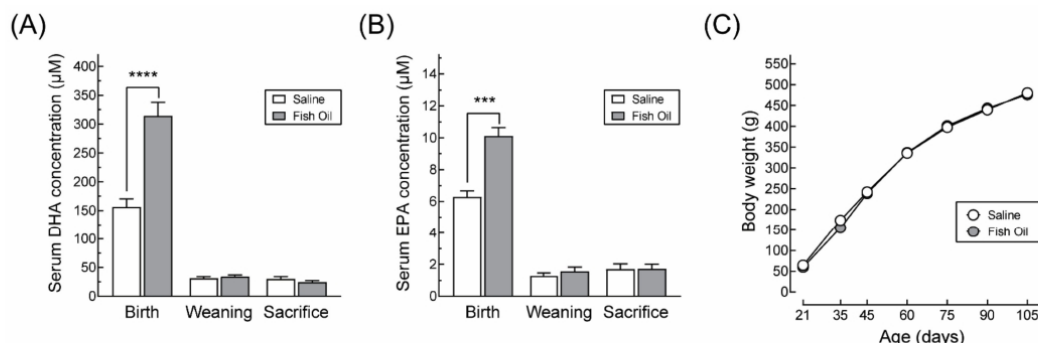 (A)
Serum DHA concentration (µM)
400
350
300
250
200
150
100
50
25
0
****
Saline
Fish Oil
Birth Weaning Sacrifice
(B)
Serum EPA concentration (µM)
14
12
10
8
6
4
2
0
***
Saline
Fish Oil
Birth Weaning Sacrifice
(C)
Body weight (g)
550
500
450
400
350
300
250
200
150
100
50
0
Saline
Fish Oil
21 35 45 60 75 90 105
Age (days)